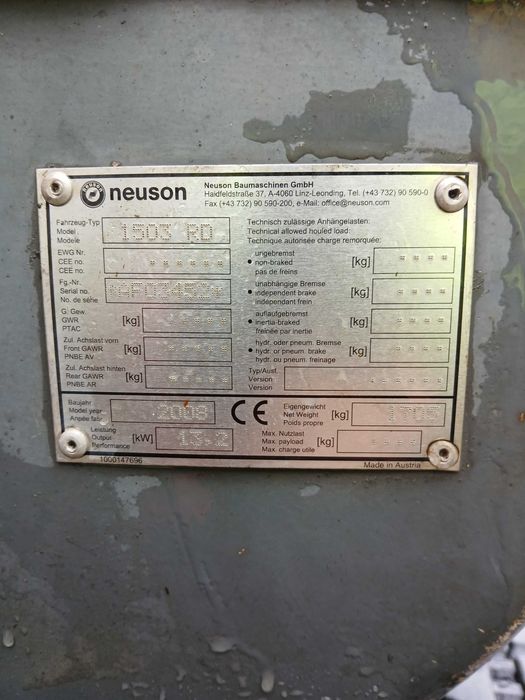 neuson
Neuson Baumaschinen GmbH
Haidfeldstraße 37, A-4060 Linz-Leonding, Tel. (+43 732) 90 590-0
Fax (+43 732) 90 590-200, e-Mail: office@neuson.com
Fahrzeug-Typ
Model
Modele
1503 RD
EWG Nr.
CEE no.
CEE no.
******
Fg.-Nr.
Serial no.
No. de série
G. Gew.
GWR
PTAC
[kg]
****
Zul. Achslast vorn
Front GAWR
PNBE AV
[kg]
****
Zul. Achslast hinten
Rear GAWR
PNBE AR
[kg]
Baujahr
Model year
Année fabr.
2008
Leistung
Output
Performance
[kW]
13.2
1000147696
Technisch zulässige Anhängelasten:
Technical allowed houled load:
Technique autorisée charge remorquée:
ungebremst
• non-braked
pas de freins
[kg]
****
unabhängige Bremse
• independent brake
independant frein
[kg]
****
auflaufgebremst
• inertia-braked
freinée par inertie
[kg]
****
hydr. oder pneum. Bremse
• hydr. or pneum. brake
hydr. ou pneum. freinage
[kg]
****
Typ/Ausf.
Version
Version
CE
Eigengewicht
Net Weight
Poids propre
[kg]
1705
Max. Nutzlast
Max. payload
Max. charge utile
[kg]
****
Made in Austria